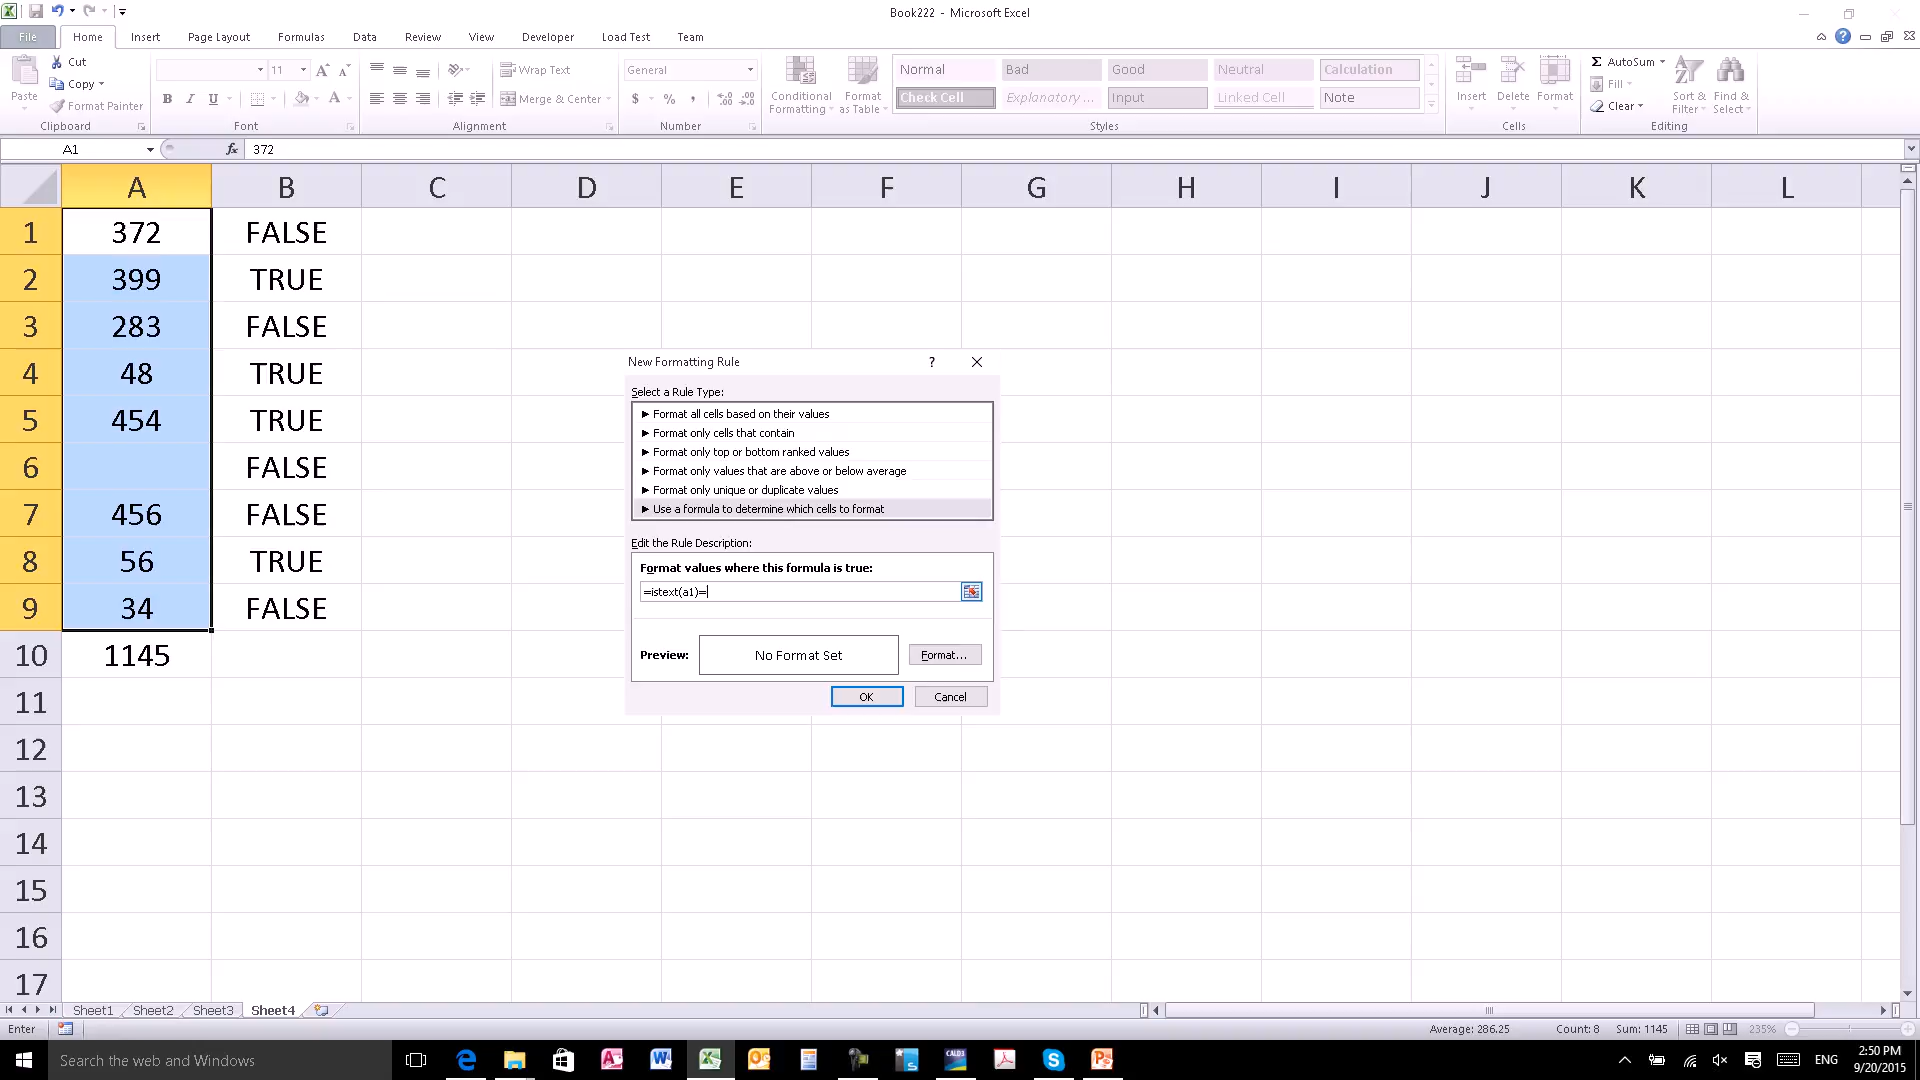 Book222 - Microsoft Excel
File Home Insert Page Layout Formulas Data Review View Developer Load Test Team
Paste Cut Copy Format Painter Clipboard
11 B I U A Font
Wrap Text Merge & Center Alignment
General $ % , Number
Conditional Formatting Format as Table
Normal Bad Good Neutral Calculation
Check Cell Explanatory ... Input Linked Cell Note
Styles
Insert Delete Format Cells
Σ AutoSum Fill Clear Sort & Filter Find & Select Editing
A1 fx 372
A B C D E F G H I J K L
1 372 FALSE
2 399 TRUE
3 283 FALSE
4 48 TRUE
5 454 TRUE
6 FALSE
7 456 FALSE
8 56 TRUE
9 34 FALSE
10 1145
11
12
13
14
15
16
17
New Formatting Rule ?
Select a Rule Type:
► Format all cells based on their values
► Format only cells that contain
► Format only top or bottom ranked values
► Format only values that are above or below average
► Format only unique or duplicate values
► Use a formula to determine which cells to format
Edit the Rule Description:
Format values where this formula is true:
=istext(a1)=
Preview: No Format Set Format...
OK Cancel
Sheet1 Sheet2 Sheet3 Sheet4
Enter Average: 286.25 Count: 8 Sum: 1145 235%
Search the web and Windows
CALD3
ENG 2:50 PM
9/20/2015